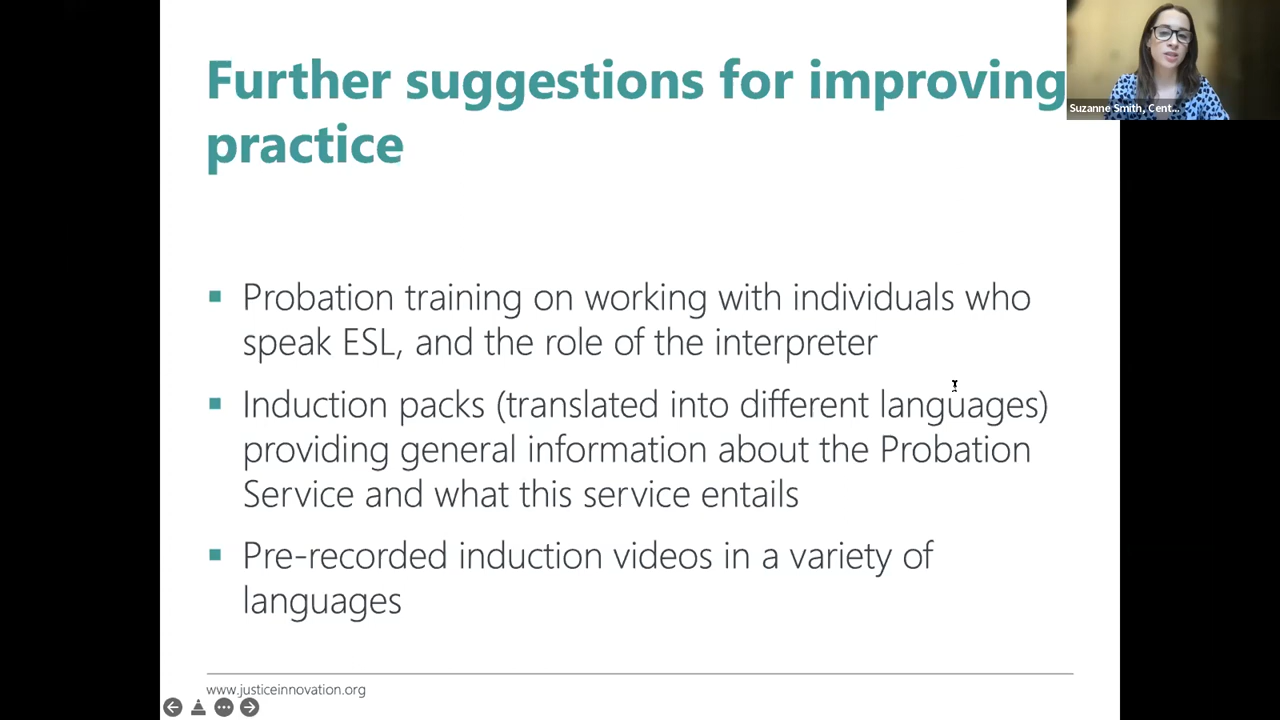 Further suggestions for improving
practice
Suzanne Smith, Cent...
▪ Probation training on working with individuals who
speak ESL, and the role of the interpreter
▪ Induction packs (translated into different languages)
providing general information about the Probation
Service and what this service entails
▪ Pre-recorded induction videos in a variety of
languages
www.justiceinnovation.org